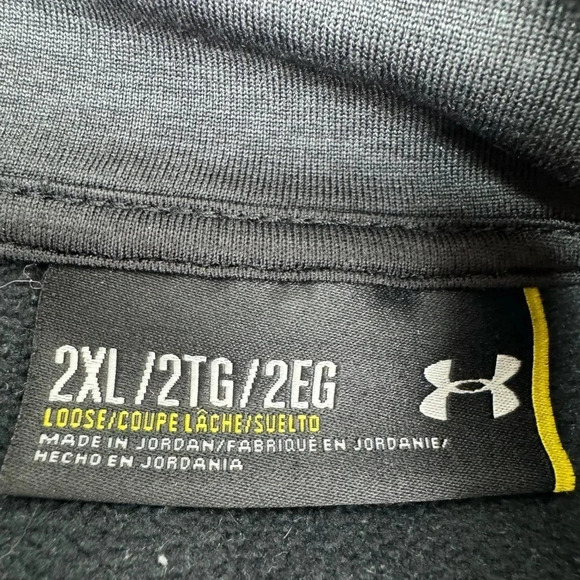 2XL/2TG/2EG
LOOSE/COUPE LÂCHE/SUELTO
MADE IN JORDAN/FABRIQUÉ EN JORDANIE/
HECHO EN JORDANIA